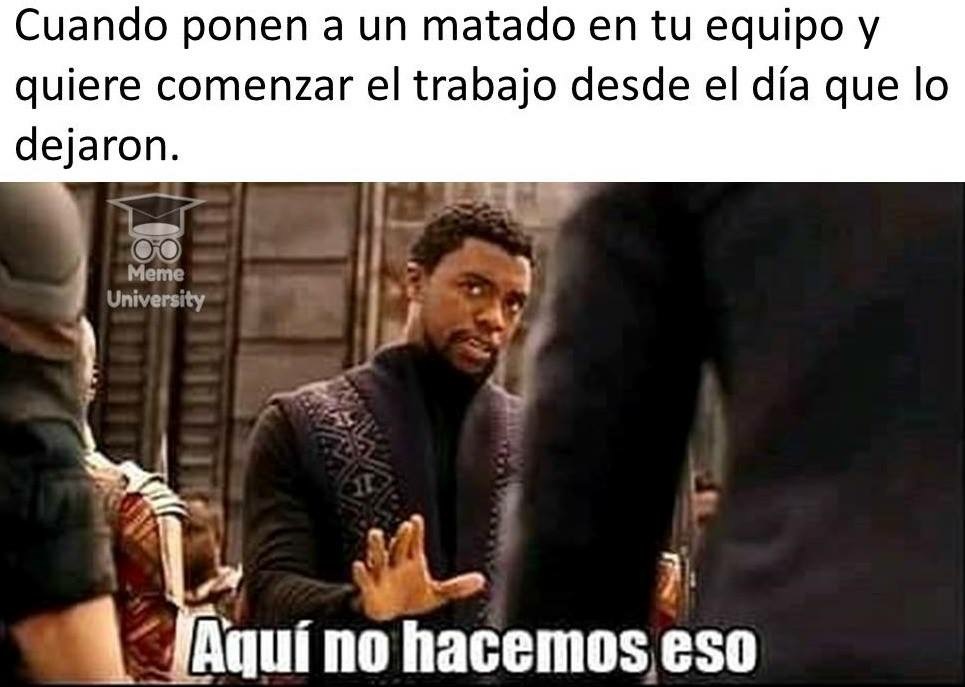 Cuando ponen a un matado en tu equipo y
quiere comenzar el trabajo desde el día que lo
dejaron.
Meme
University
Aquí no hacemos eso